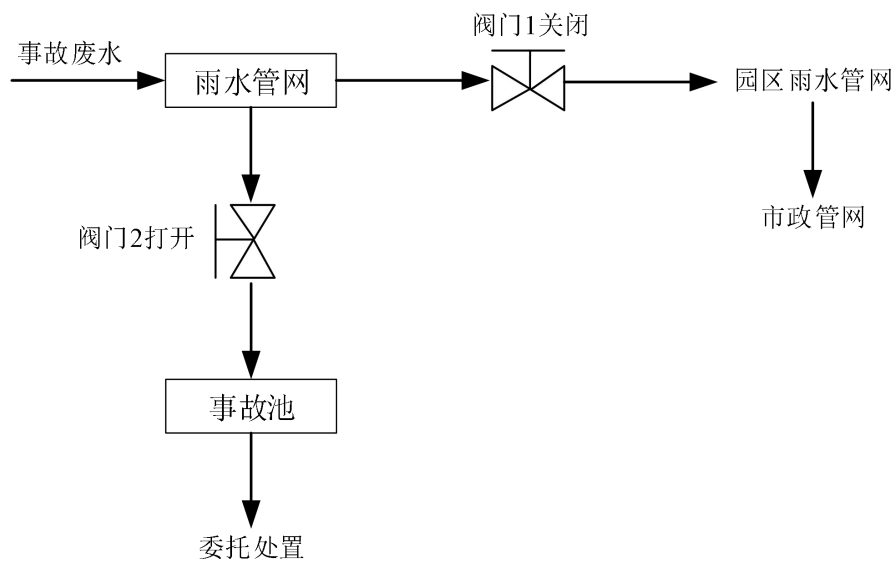 阀门1关闭
事故废水
雨水管网
园区雨水管网
市政管网
阀门2打开
事故池
委托处置